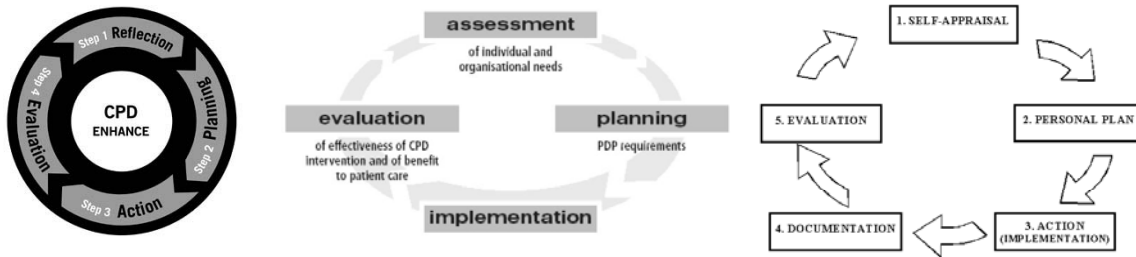 Step 1 Reflection
Step 2 Planning
Step 3 Action
Step 4 Evaluation
CPD
ENHANCE
assessment
of individual and
organisational needs
planning
PDP requirements
implementation
evaluation
of effectiveness of CPD
intervention and of benefit
to patient care
1. SELF-APPRAISAL
2. PERSONAL PLAN
3. ACTION
(IMPLEMENTATION)
4. DOCUMENTATION
5. EVALUATION